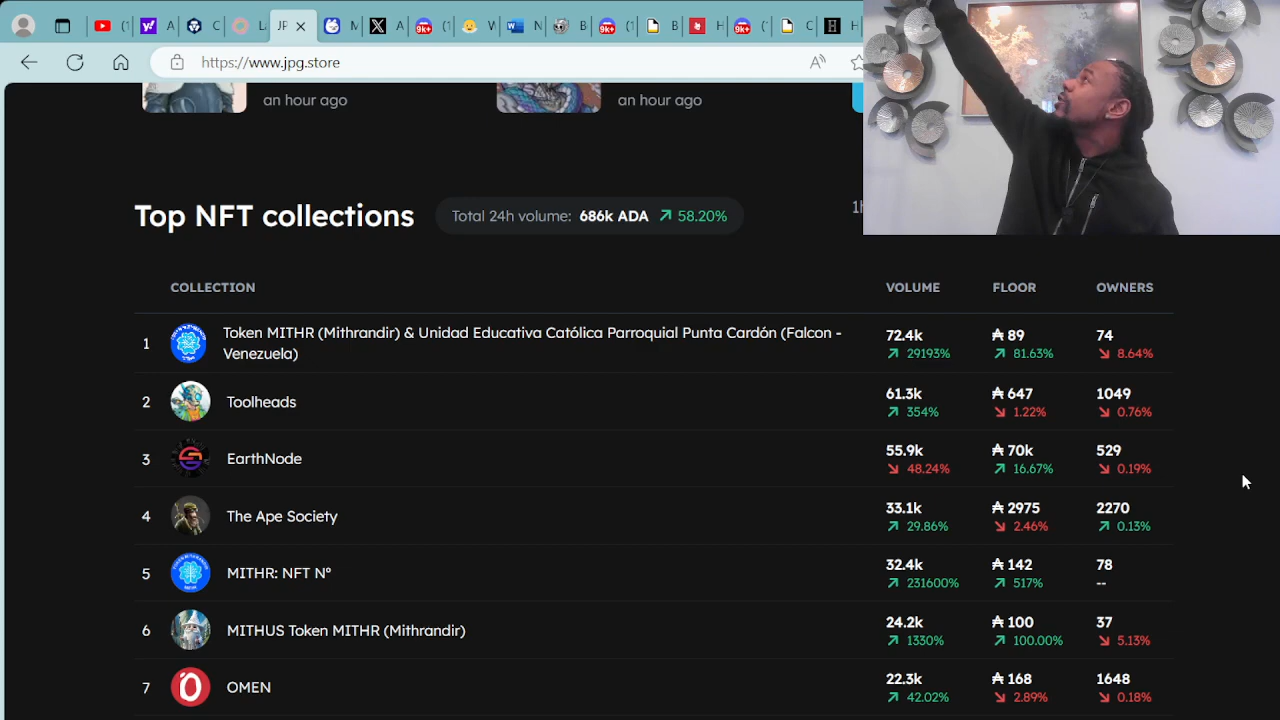 https://www.jpg.store
an hour ago
an hour ago
Top NFT collections
Total 24h volume: 686k ADA 58.20%
COLLECTION VOLUME FLOOR OWNERS
1 Token MITHR (Mithrandir) & Unidad Educativa Católica Parroquial Punta Cardón (Falcon - Venezuela) 72.4k ₳ 89 74
29193% 81.63% 8.64%
2 Toolheads 61.3k ₳ 647 1049
354% 1.22% 0.76%
3 EarthNode 55.9k ₳ 70k 529
48.24% 16.67% 0.19%
4 The Ape Society 33.1k ₳ 2975 2270
29.86% 2.46% 0.13%
5 MITHR: NFT Nº 32.4k ₳ 142 78
231600% 517% --
6 MITHUS Token MITHR (Mithrandir) 24.2k ₳ 100 37
1330% 100.00% 5.13%
7 OMEN 22.3k ₳ 168 1648
42.02% 2.89% 0.18%